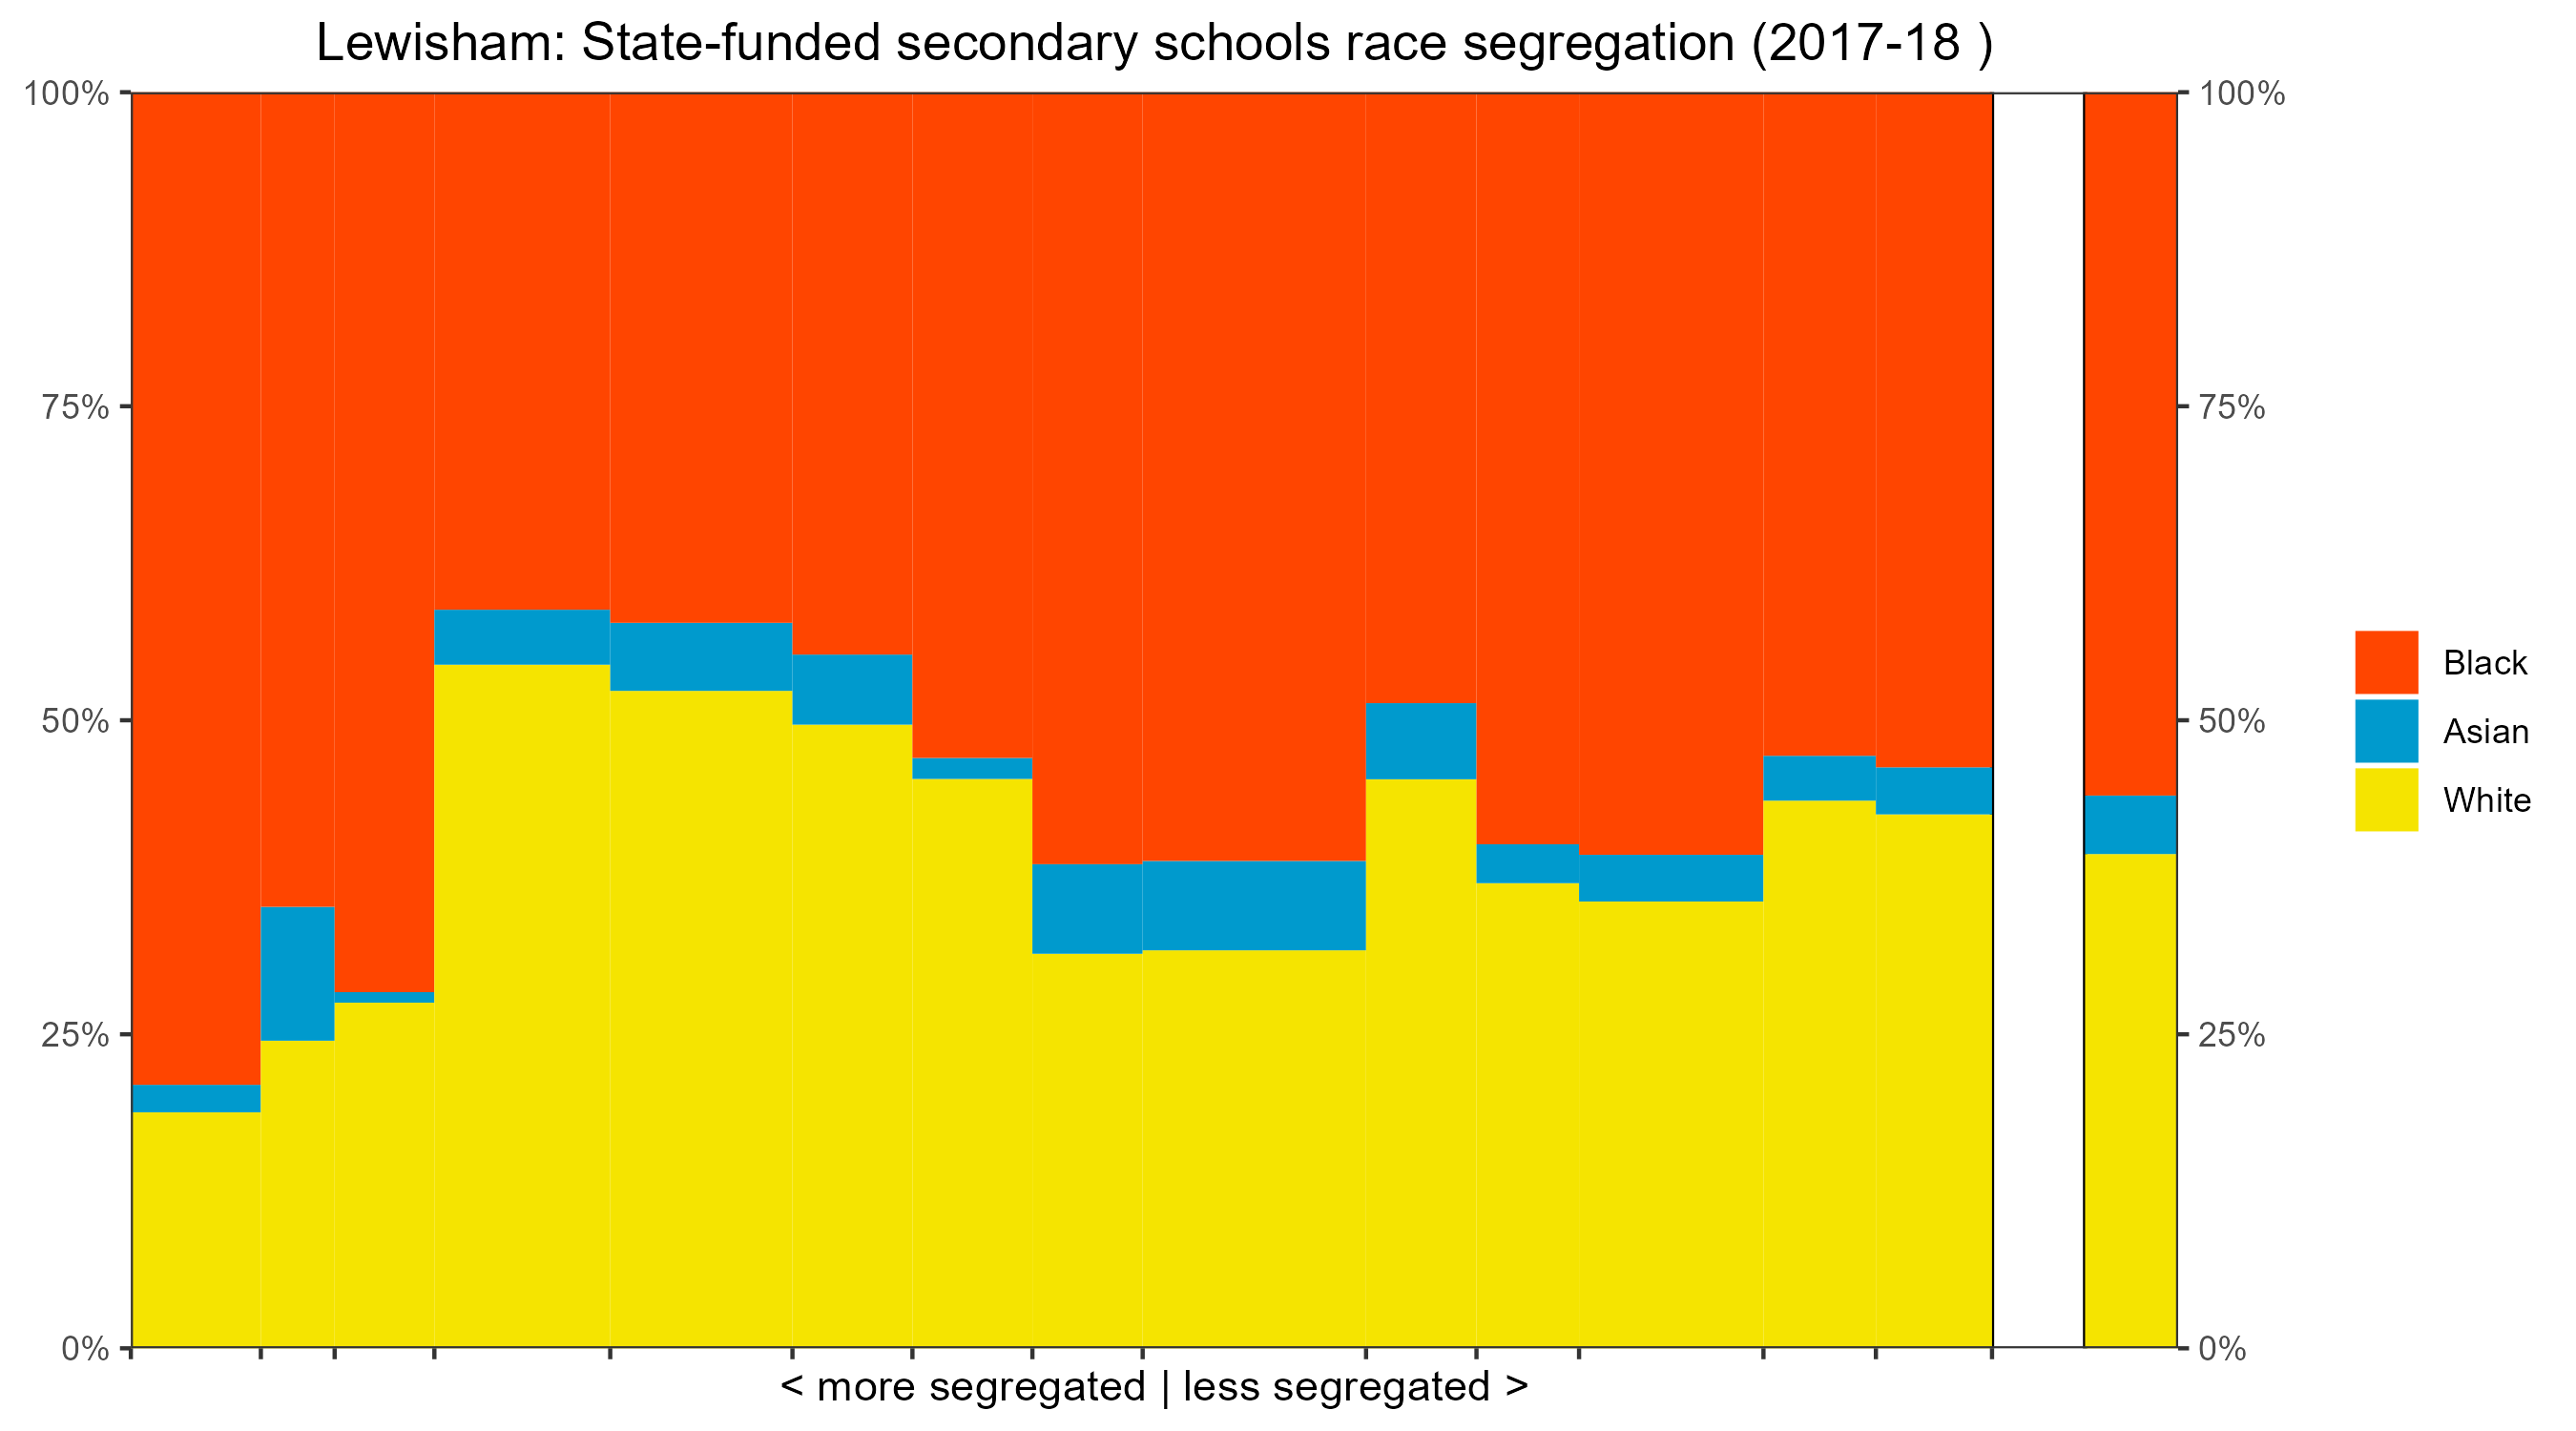 Lewisham: State-funded secondary schools race segregation (2017-18 )
100%
75%
50%
25%
0%
100%
75%
50%
25%
0%
Black
Asian
White
< more segregated | less segregated >